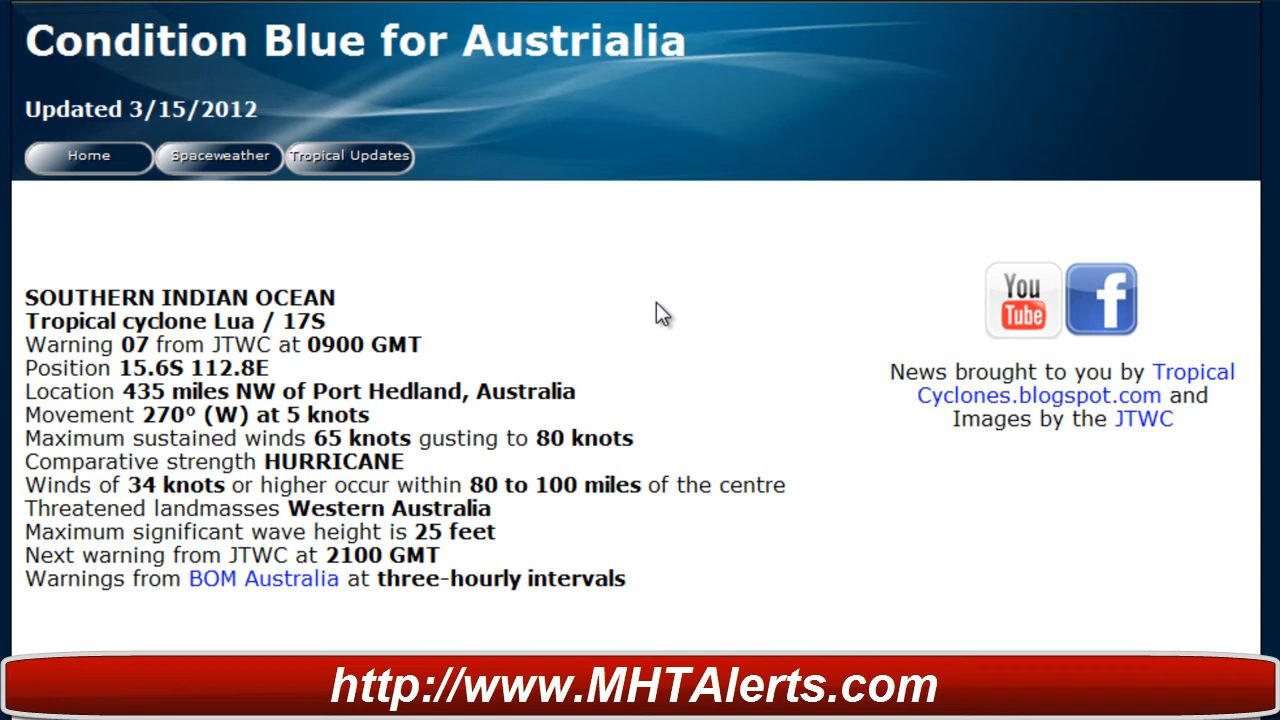 Condition Blue for Austrialia
Updated 3/15/2012
Home
Spaceweather
Tropical Updates
SOUTHERN INDIAN OCEAN
Tropical cyclone Lua / 17S
Warning 07 from JTWC at 0900 GMT
Position 15.6S 112.8E
Location 435 miles NW of Port Hedland, Australia
Movement 270º (W) at 5 knots
Maximum sustained winds 65 knots gusting to 80 knots
Comparative strength HURRICANE
Winds of 34 knots or higher occur within 80 to 100 miles of the centre
Threatened landmasses Western Australia
Maximum significant wave height is 25 feet
Next warning from JTWC at 2100 GMT
Warnings from BOM Australia at three-hourly intervals
You
Tube
f
News brought to you by Tropical
Cyclones.blogspot.com and
Images by the JTWC
http://www.MHTAlerts.com